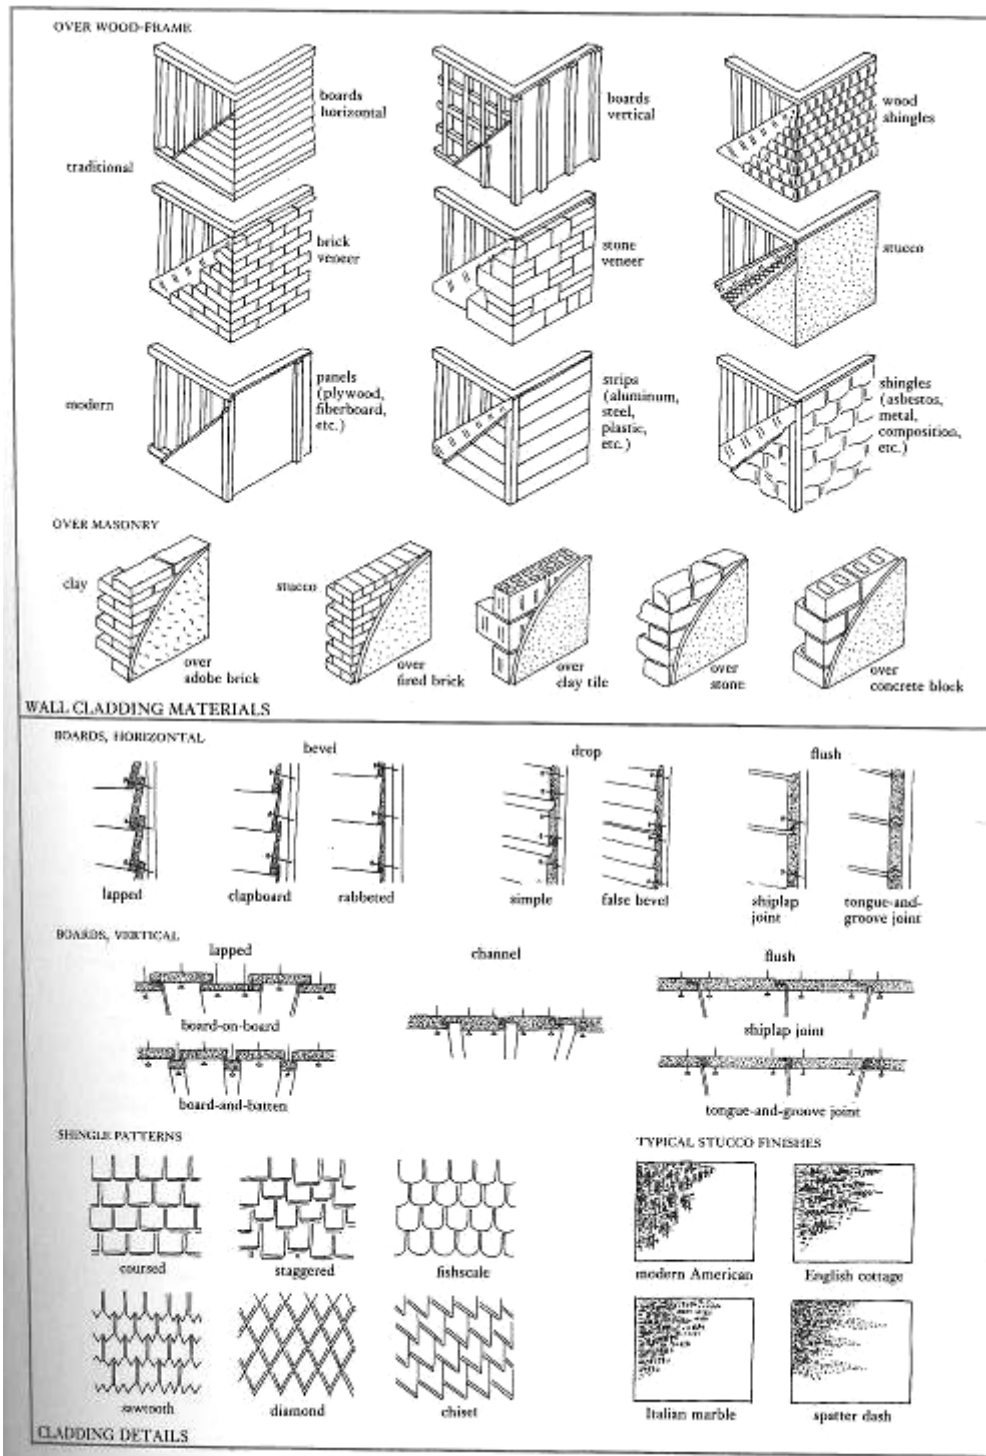 OVER WOOD-FRAME
boards
horizontal
boards
vertical
wood
shingles
traditional
brick
veneer
stone
veneer
stucco
modern
panels
(plywood,
fiberboard,
etc.)
strips
(aluminum,
steel,
plastic,
etc.)
shingles
(asbestos,
metal,
composition,
etc.)
OVER MASONRY
clay
over
adobe brick
stucco
over
fired brick
over
clay tile
over
stone
over
concrete block
WALL CLADDING MATERIALS
BOARDS, HORIZONTAL
bevel
drop
flush
lapped
clapboard
rabbeted
simple
false bevel
shiplap
joint
tongue-and-
groove joint
BOARDS, VERTICAL
lapped
channel
flush
board-on-board
shiplap joint
board-and-batten
tongue-and-groove joint
SHINGLE PATTERNS
TYPICAL STUCCO FINISHES
coursed
staggered
fishscale
modern American
English cottage
sawtooth
diamond
chiset
Italian marble
spatter dash
CLADDING DETAILS